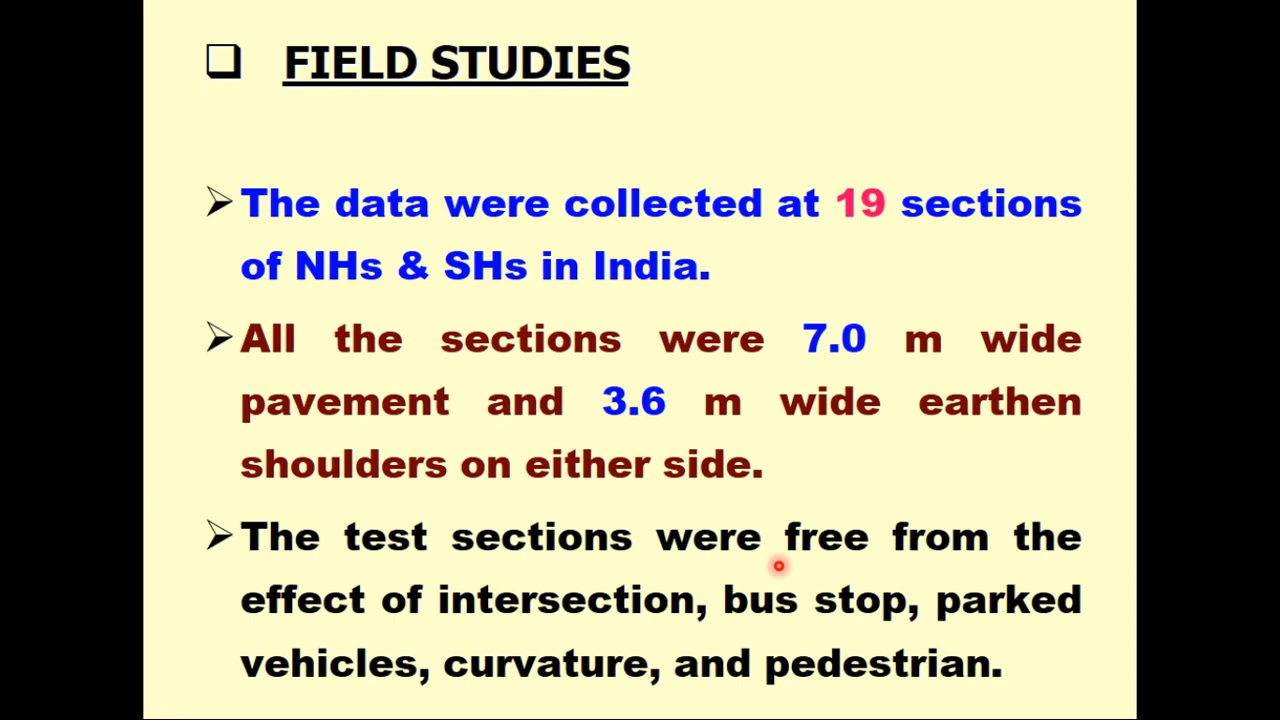 FIELD STUDIES
The data were collected at 19 sections
of NHs & SHs in India.
All the sections were 7.0 m wide
pavement and 3.6 m wide earthen
shoulders on either side.
The test sections were free from the
effect of intersection, bus stop, parked
vehicles, curvature, and pedestrian.